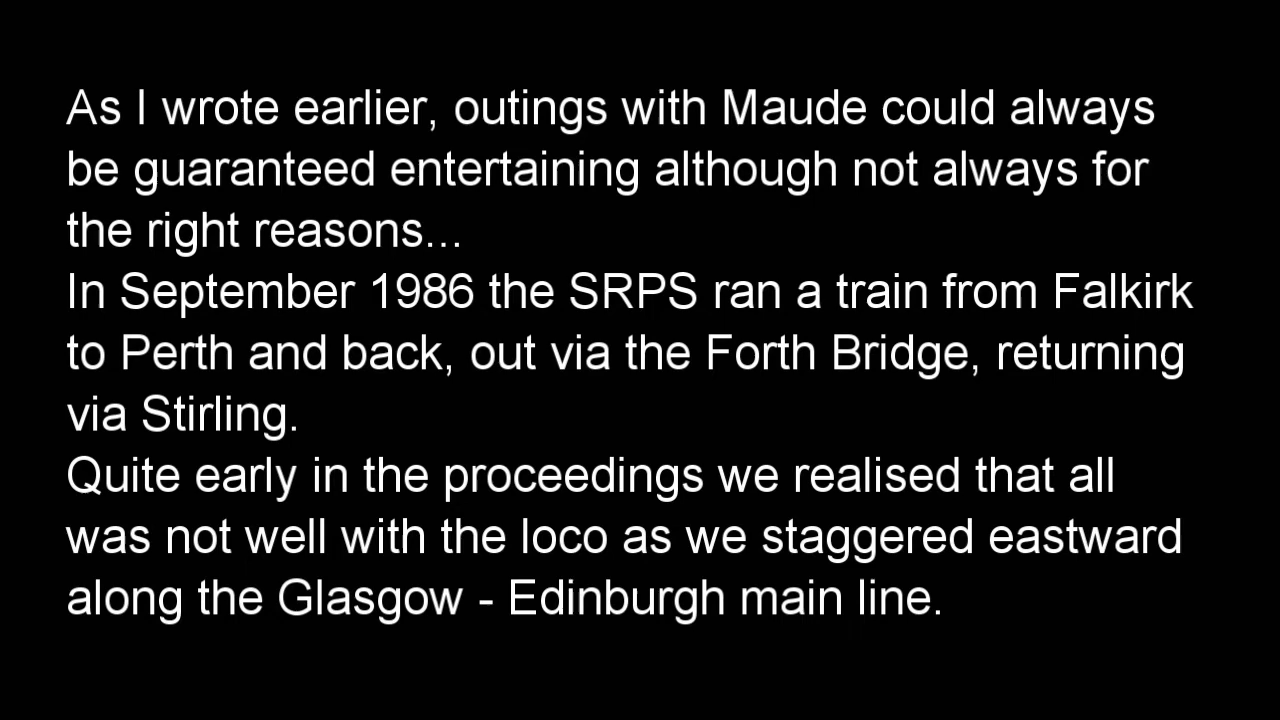 As I wrote earlier, outings with Maude could always
be guaranteed entertaining although not always for
the right reasons...
In September 1986 the SRPS ran a train from Falkirk
to Perth and back, out via the Forth Bridge, returning
via Stirling.
Quite early in the proceedings we realised that all
was not well with the loco as we staggered eastward
along the Glasgow - Edinburgh main line.